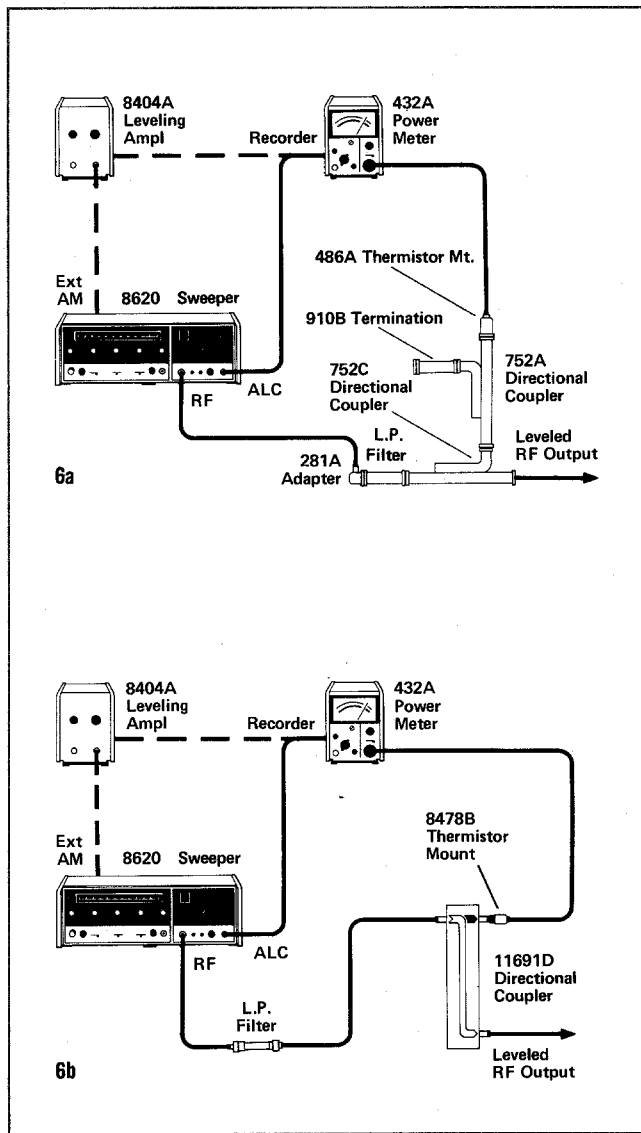 8404A
Leveling
Ampl
Recorder
432A
Power
Meter
486A Thermistor Mt.
910B Termination
Ext
AM
8620 Sweeper
752C
Directional
Coupler
752A
Directional
Coupler
RF
ALC
L.P.
Filter
Leveled
RF Output
281A
Adapter
6a
8404A
Leveling
Ampl
Recorder
432A
Power
Meter
8478B
Thermistor
Mount
Ext
AM
8620 Sweeper
RF
ALC
11691D
Directional
Coupler
L.P.
Filter
Leveled
RF Output
6b